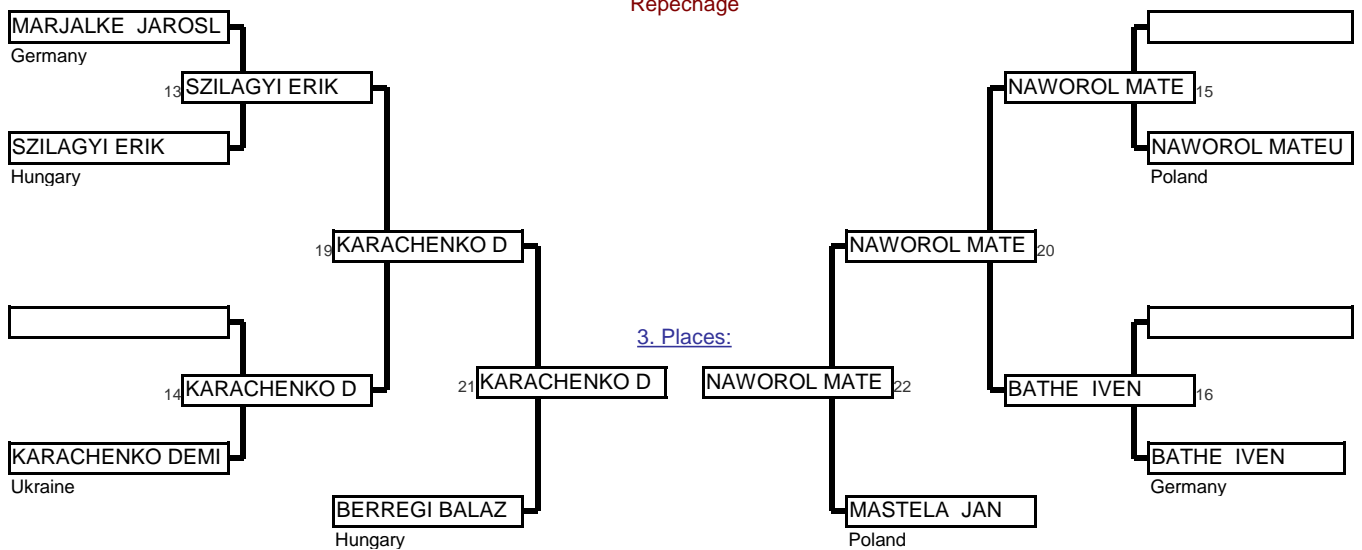 Repechage
MARJALKE JAROSL
Germany
13 SZILAGYI ERIK
NAWOROL MATE 15
SZILAGYI ERIK
Hungary
NAWOROL MATEU
Poland
19 KARACHENKO D
NAWOROL MATE 20
3. Places:
14 KARACHENKO D
21 KARACHENKO D
NAWOROL MATE 22
BATHE IVEN 16
KARACHENKO DEMI
Ukraine
BATHE IVEN
Germany
BERREGI BALAZ
Hungary
MASTELA JAN
Poland